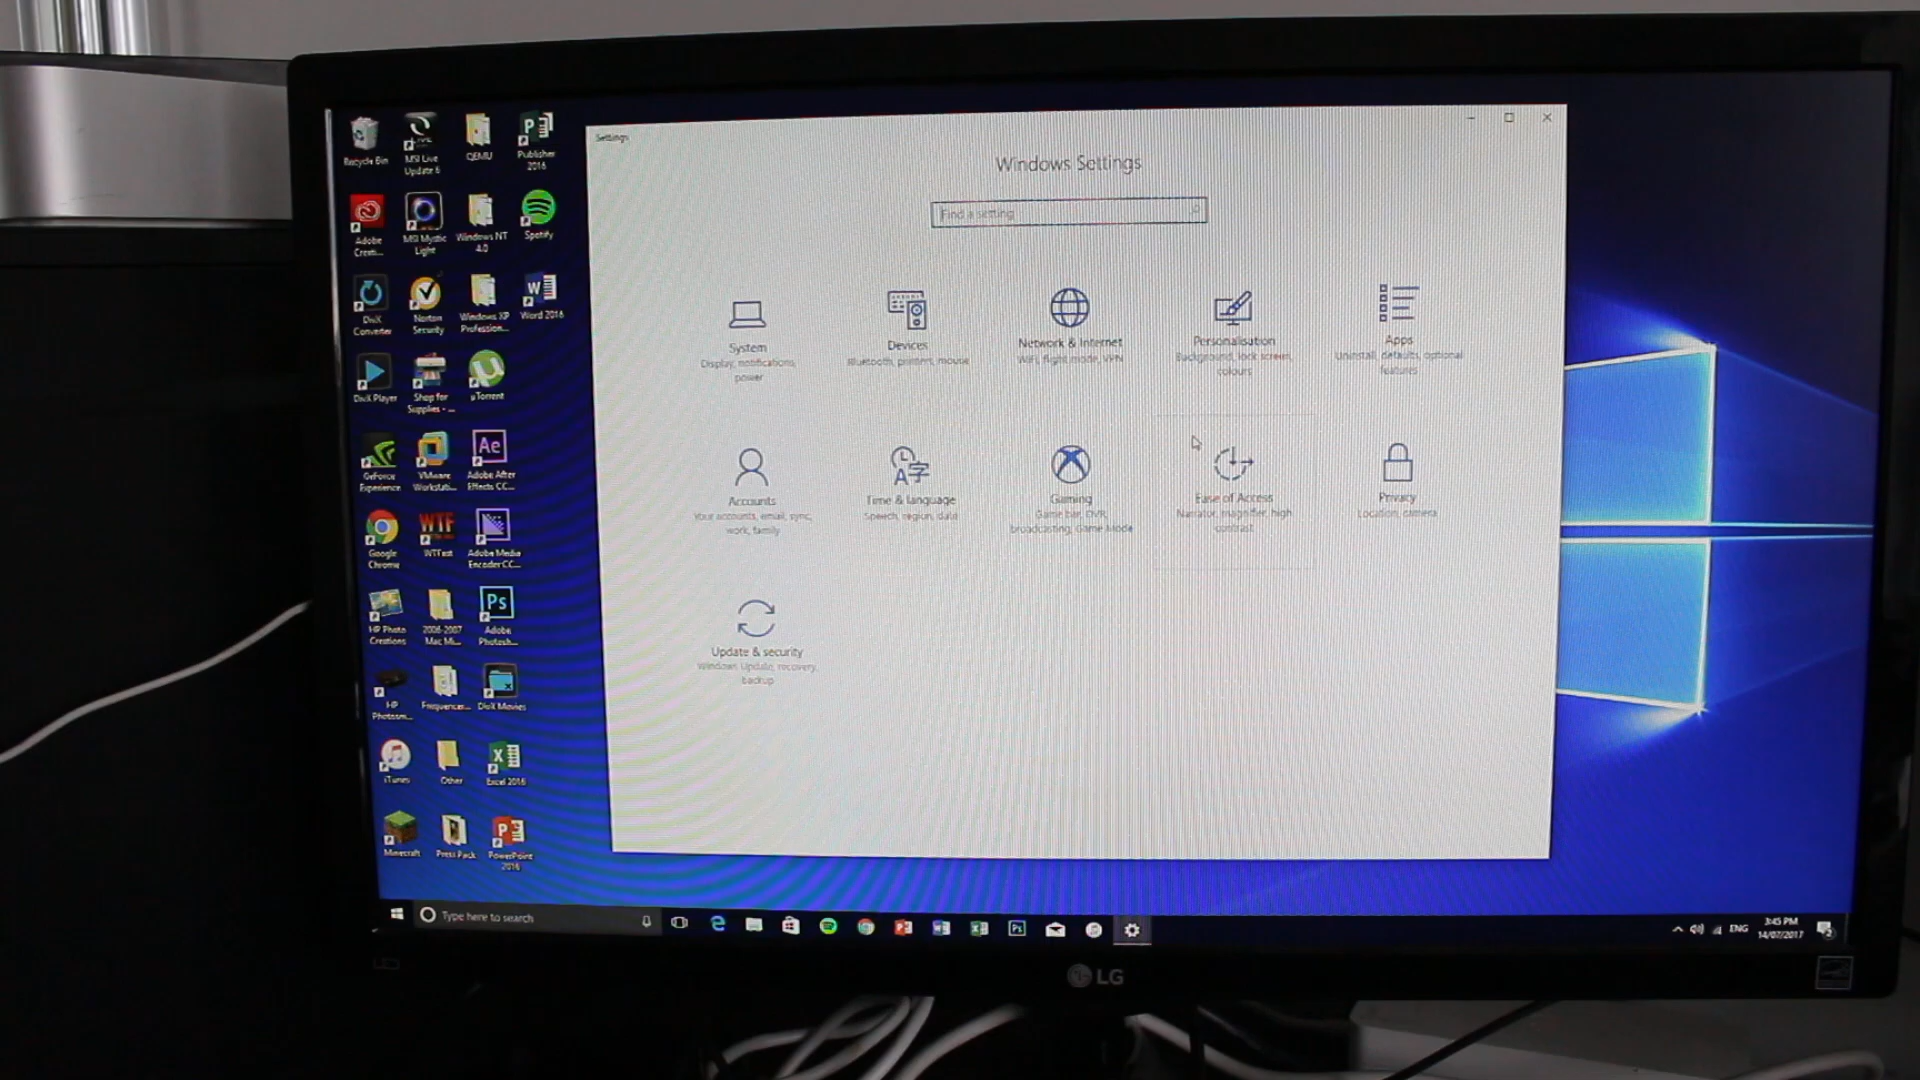 Settings
Windows Settings
Find a setting
System
Display, notifications,
power
Devices
Bluetooth, printers, mouse
Network & Internet
WiFi, flight mode, VPN
Personalisation
Background, lock screen,
colours
Apps
Uninstall, defaults, optional
features
Accounts
Your accounts, email, sync,
work, family
Time & language
Speech, region, date
Gaming
Game bar, DVR,
broadcasting, Game Mode
Ease of Access
Narrator, magnifier, high
contrast
Privacy
Location, camera
Update & security
Windows Update, recovery,
backup
Recycle Bin
MSI Live
Update 6
QEMU
Publisher
2016
Adobe
Creati...
MSI Mystic
Light
Windows NT
4.0
Spotify
DivX
Converter
Norton
Security
Windows XP
Profession...
Word 2016
DivX Player
Shop for
Supplies - ...
µTorrent
GeForce
Experience
VMware
Workstati...
Ae
Adobe After
Effects CC...
Google
Chrome
WTF
WTFast
Adobe Media
Encoder CC...
HP Photo
Creations
2006-2007
Mac Mi...
Ps
Adobe
Photosh...
HP
Photosm...
Frequencer...
DivX Movies
iTunes
Other
Excel 2016
Minecraft
Press Pack
PowerPoint
2016
Type here to search
ENG
3:45 PM
14/07/2017
LG